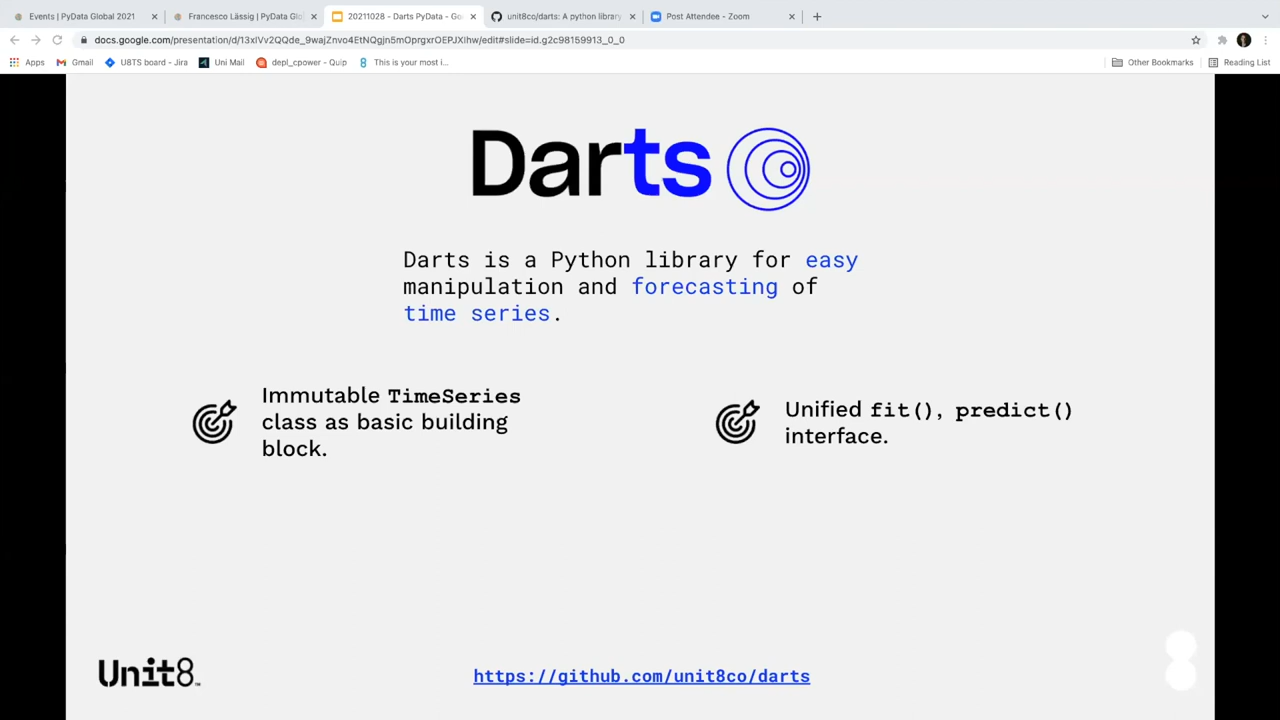 Events | PyData Global 2021
Francesco Lässig | PyData Glo
20211028 - Darts PyData - Go
unit8co/darts: A python library
Post Attendee - Zoom
docs.google.com/presentation/d/13xIVv2QQde_9wajZnvo4EtNQgjn5mOprgxrOEPJXIhw/edit#slide=id.g2c98159913_0_0
Apps
Gmail
U8TS board - Jira
Uni Mail
depl_cpower - Quip
This is your most i...
Other Bookmarks
Reading List
Darts
Darts is a Python library for easy
manipulation and forecasting of
time series.
Immutable TimeSeries
class as basic building
block.
Unified fit(), predict()
interface.
Unit8™
https://github.com/unit8co/darts